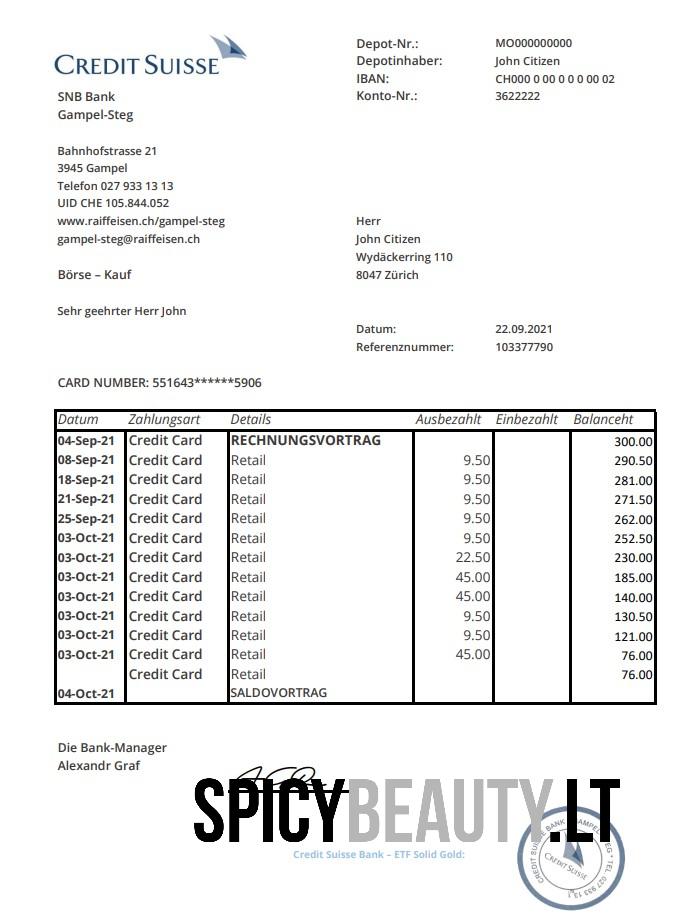 CREDIT SUISSE
SNB Bank
Gampel-Steg
Depot-Nr.: MO000000000
Depotinhaber: John Citizen
IBAN: CH000 0 00 0 0 0 00 02
Konto-Nr.: 3622222
Bahnhofstrasse 21
3945 Gampel
Telefon 027 933 13 13
UID CHE 105.844.052
www.raiffeisen.ch/gampel-steg
gampel-steg@raiffeisen.ch
Herr
John Citizen
Wydäckerring 110
8047 Zürich
Börse – Kauf
Sehr geehrter Herr John
Datum: 22.09.2021
Referenznummer: 103377790
CARD NUMBER: 551643******5906
Datum Zahlungsart Details Ausbezahlt Einbezahlt Balanceht
04-Sep-21 Credit Card RECHNUNGSVORTRAG 300.00
08-Sep-21 Credit Card Retail 9.50 290.50
18-Sep-21 Credit Card Retail 9.50 281.00
21-Sep-21 Credit Card Retail 9.50 271.50
25-Sep-21 Credit Card Retail 9.50 262.00
03-Oct-21 Credit Card Retail 9.50 252.50
03-Oct-21 Credit Card Retail 22.50 230.00
03-Oct-21 Credit Card Retail 45.00 185.00
03-Oct-21 Credit Card Retail 45.00 140.00
03-Oct-21 Credit Card Retail 9.50 130.50
03-Oct-21 Credit Card Retail 9.50 121.00
03-Oct-21 Credit Card Retail 45.00 76.00
Credit Card Retail 76.00
04-Oct-21 SALDOVORTRAG
Die Bank-Manager
Alexandr Graf
SPICYBEAUTY.LT
Credit Suisse Bank – ETF Solid Gold:
CREDIT SUISSE BANK TEL 027 933 13.1
CREDIT SUISSE